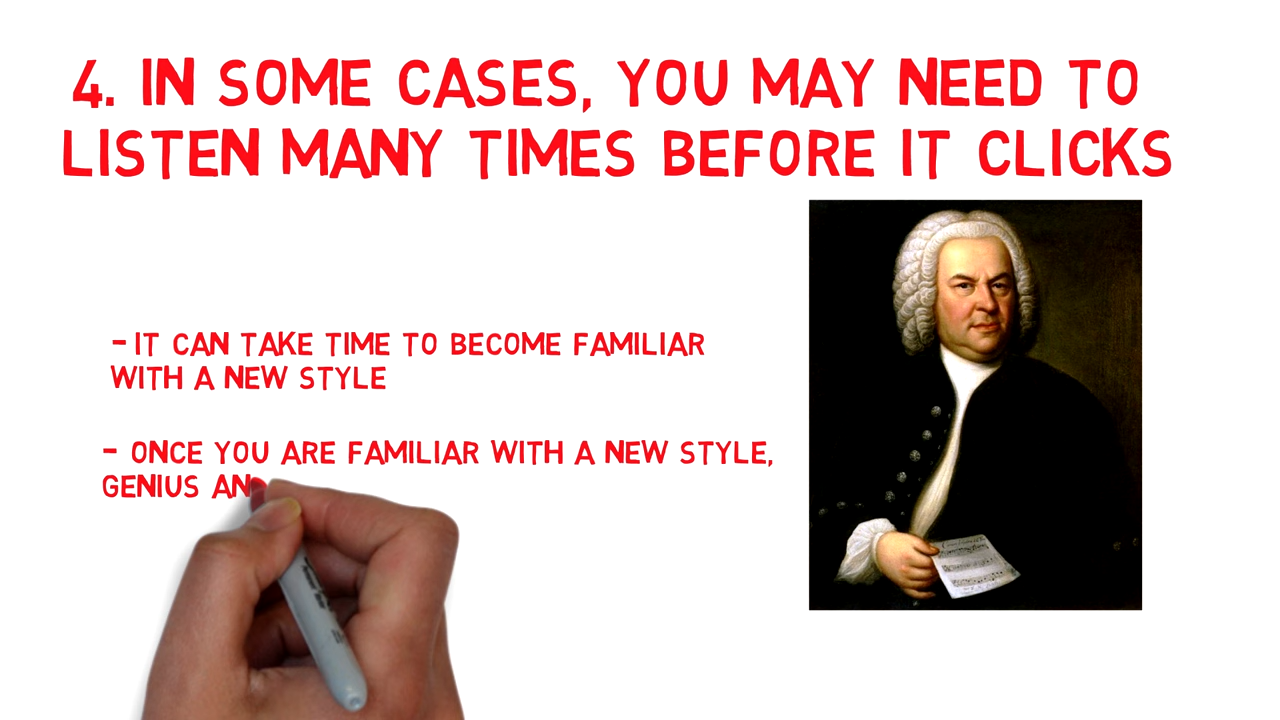 4. IN SOME CASES, YOU MAY NEED TO
LISTEN MANY TIMES BEFORE IT CLICKS
- IT CAN TAKE TIME TO BECOME FAMILIAR
WITH A NEW STYLE
- ONCE YOU ARE FAMILIAR WITH A NEW STYLE,
GENIUS AND